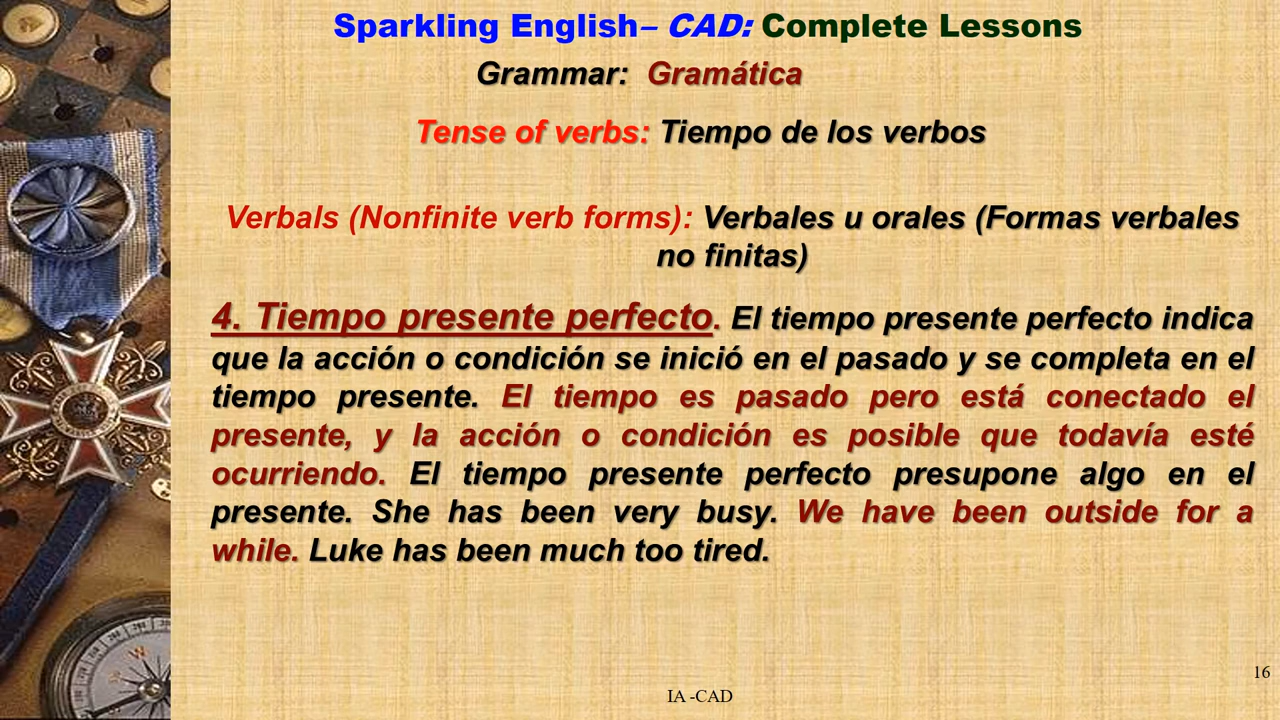 Sparkling English– CAD: Complete Lessons
Grammar: Gramática
Tense of verbs: Tiempo de los verbos
Verbals (Nonfinite verb forms): Verbales u orales (Formas verbales
no finitas)
4. Tiempo presente perfecto. El tiempo presente perfecto indica
que la acción o condición se inició en el pasado y se completa en el
tiempo presente. El tiempo es pasado pero está conectado el
presente, y la acción o condición es posible que todavía esté
ocurriendo. El tiempo presente perfecto presupone algo en el
presente. She has been very busy. We have been outside for a
while. Luke has been much too tired.
16
IA -CAD